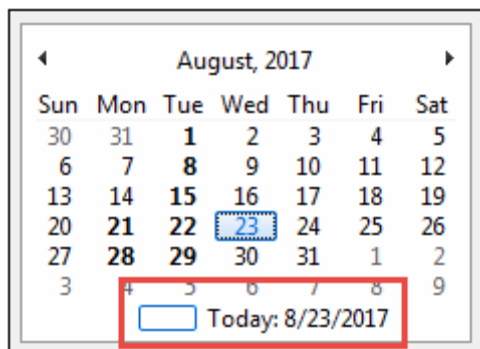 August, 2017
Sun Mon Tue Wed Thu Fri Sat
30 31 1 2 3 4 5
6 7 8 9 10 11 12
13 14 15 16 17 18 19
20 21 22 23 24 25 26
27 28 29 30 31 1 2
3 4 5 6 7 8 9
Today: 8/23/2017